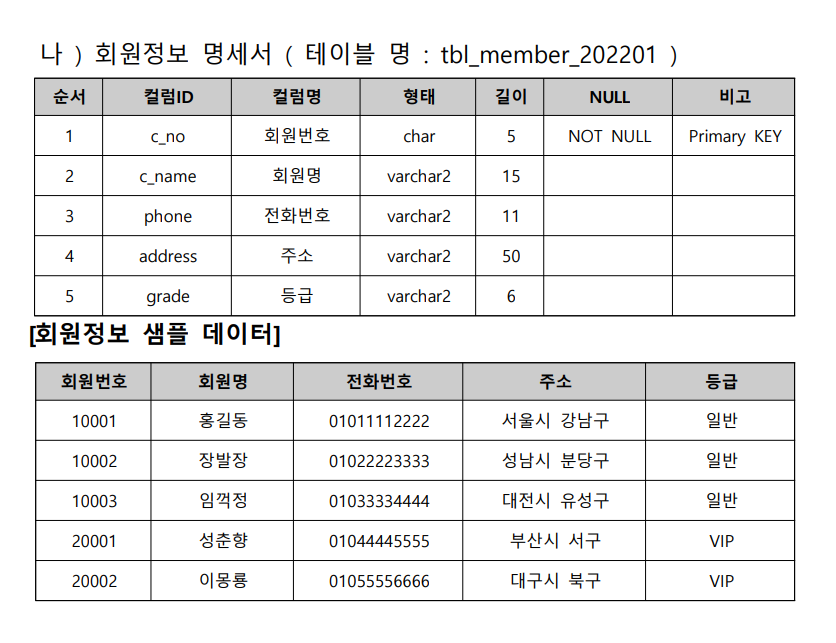 나 ) 회원정보 명세서 ( 테이블 명 : tbl_member_202201 )
순서 컬럼ID 컬럼명 형태 길이 NULL 비고
1 c_no 회원번호 char 5 NOT NULL Primary KEY
2 c_name 회원명 varchar2 15
3 phone 전화번호 varchar2 11
4 address 주소 varchar2 50
5 grade 등급 varchar2 6
[회원정보 샘플 데이터]
회원번호 회원명 전화번호 주소 등급
10001 홍길동 01011112222 서울시 강남구 일반
10002 장발장 01022223333 성남시 분당구 일반
10003 임꺽정 01033334444 대전시 유성구 일반
20001 성춘향 01044445555 부산시 서구 VIP
20002 이몽룡 01055556666 대구시 북구 VIP